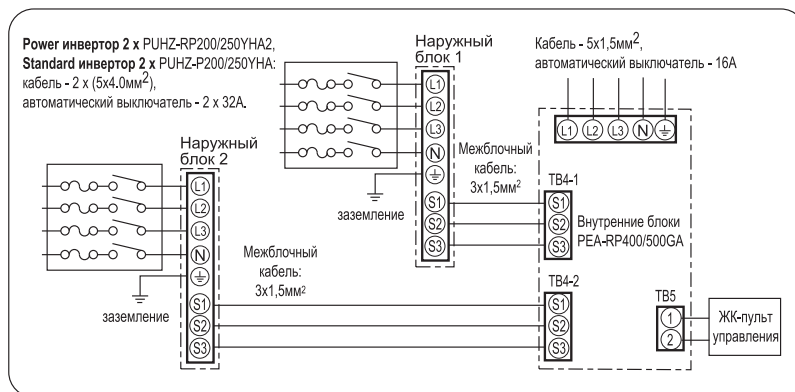 Power инвертор 2 x PUHZ-RP200/250YHA2,
Standard инвертор 2 x PUHZ-P200/250YHA:
кабель - 2 x (5x4.0мм2),
автоматический выключатель - 2 x 32А.
Наружный
блок 1
L1
L2
L3
N
S1
S2
S3
заземление
Межблочный
кабель:
3x1,5мм2
Кабель - 5x1,5мм2,
автоматический выключатель - 16А
L1 L2 L3 N
TB4-1
S1
S2
S3
Внутренние блоки
PEA-RP400/500GA
Наружный
блок 2
L1
L2
L3
N
S1
S2
S3
заземление
Межблочный
кабель:
3x1,5мм2
TB4-2
S1
S2
S3
TB5
1
2
ЖК-пульт
управления